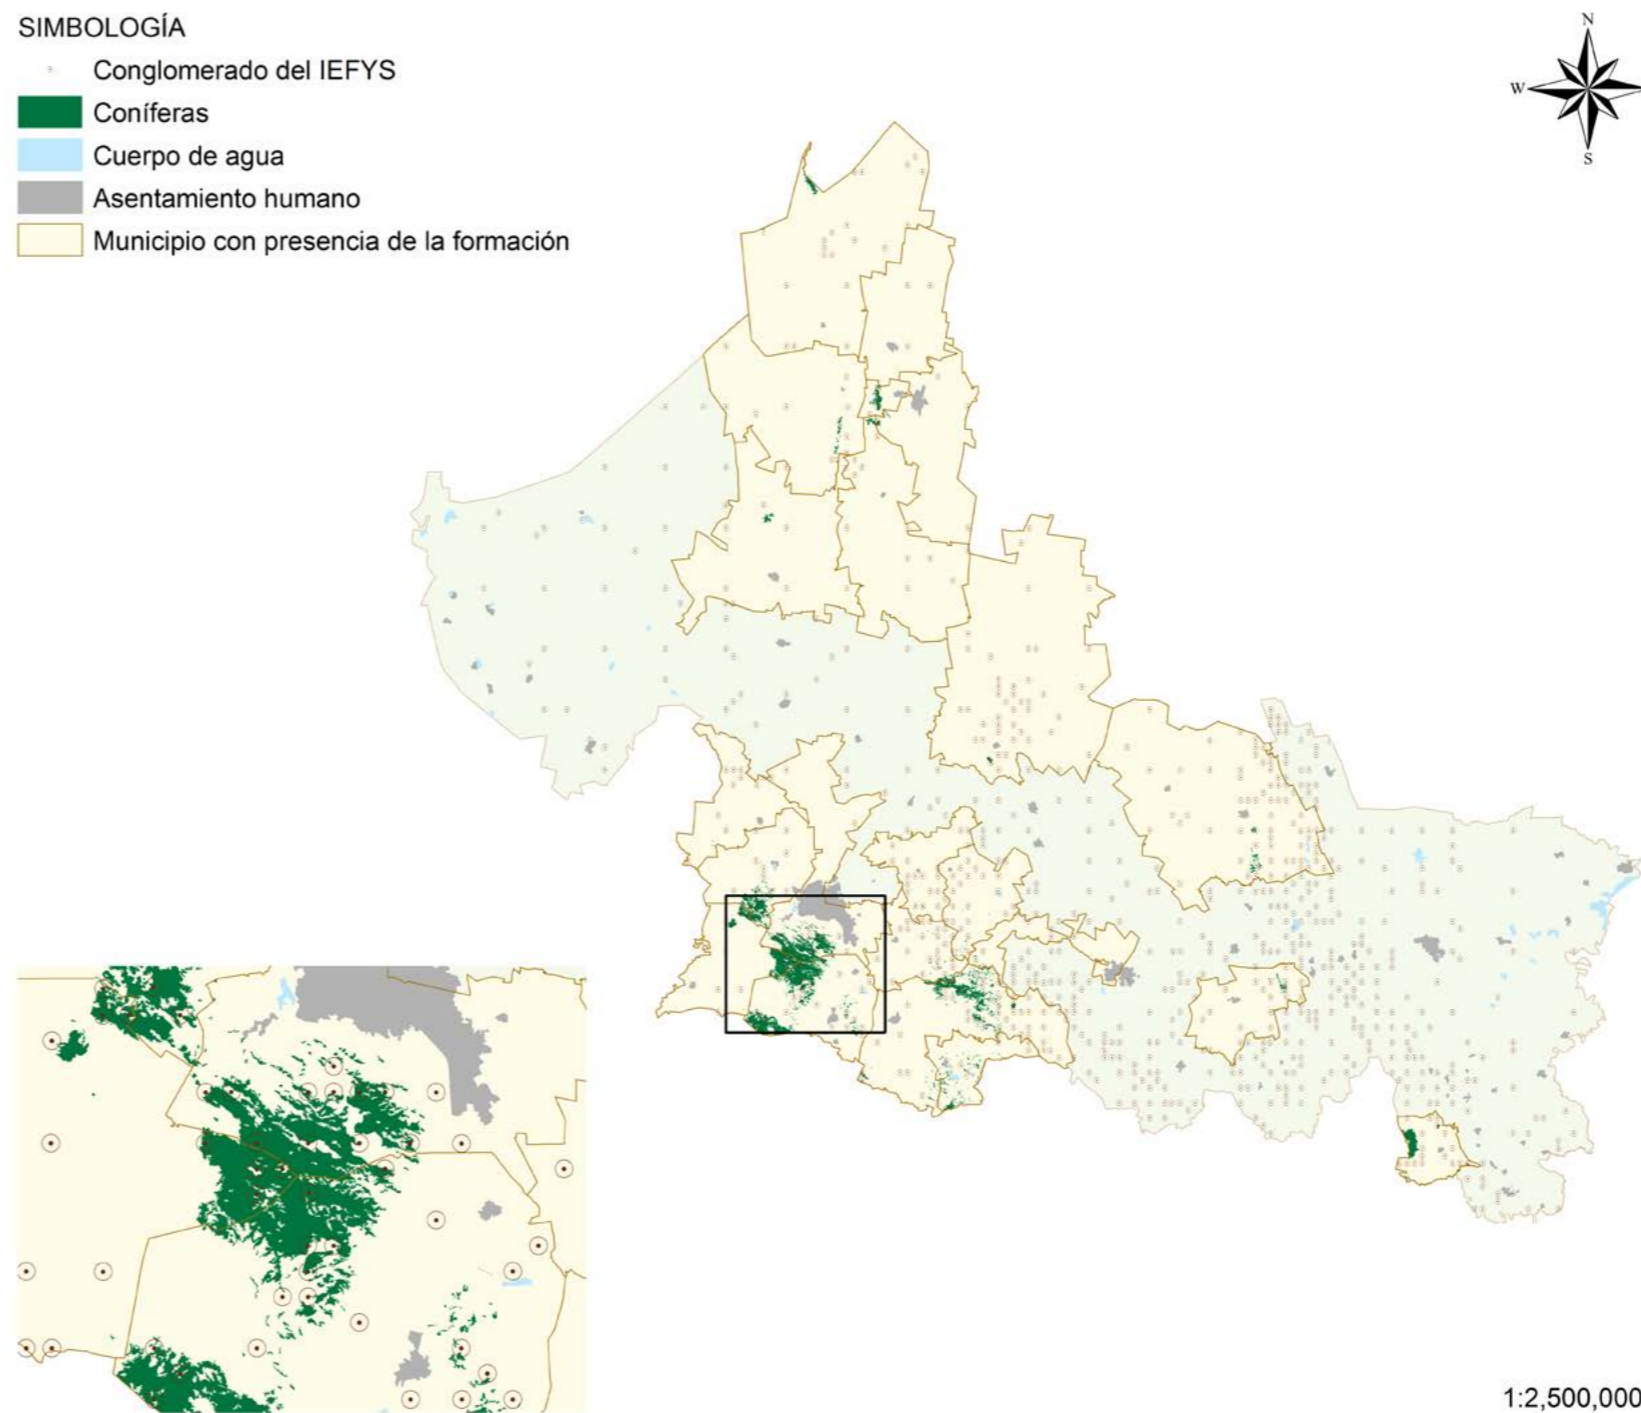 SIMBOLOGÍA
Conglomerado del IEFYS
Coníferas
Cuerpo de agua
Asentamiento humano
Municipio con presencia de la formación
N
W
S
1:2,500,000